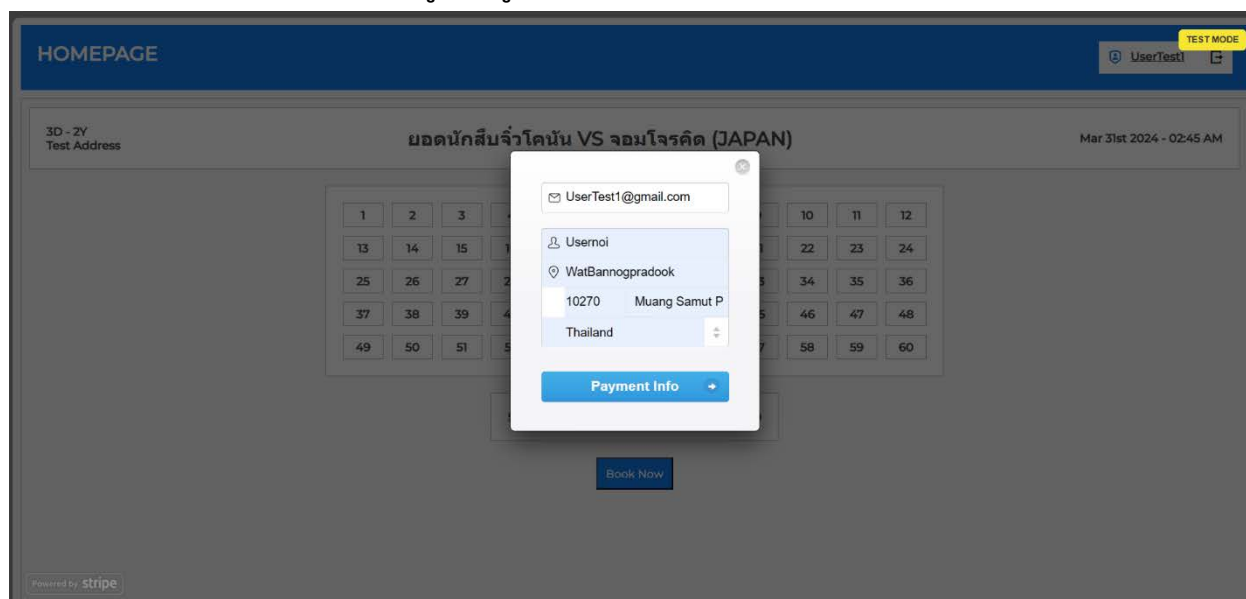 HOMEPAGE
TEST MODE
UserTest1
3D - 2Y
Test Address
ยอดนักสืบจิ๋วโคนัน VS จอมโจรคิด (JAPAN)
Mar 31st 2024 - 02:45 AM
UserTest1@gmail.com
Usernoi
WatBannogpradook
10270 Muang Samut P
Thailand
Payment Info
1 2 3 10 11 12
13 14 15 22 23 24
25 26 27 34 35 36
37 38 39 46 47 48
49 50 51 58 59 60
Book Now
Powered by stripe